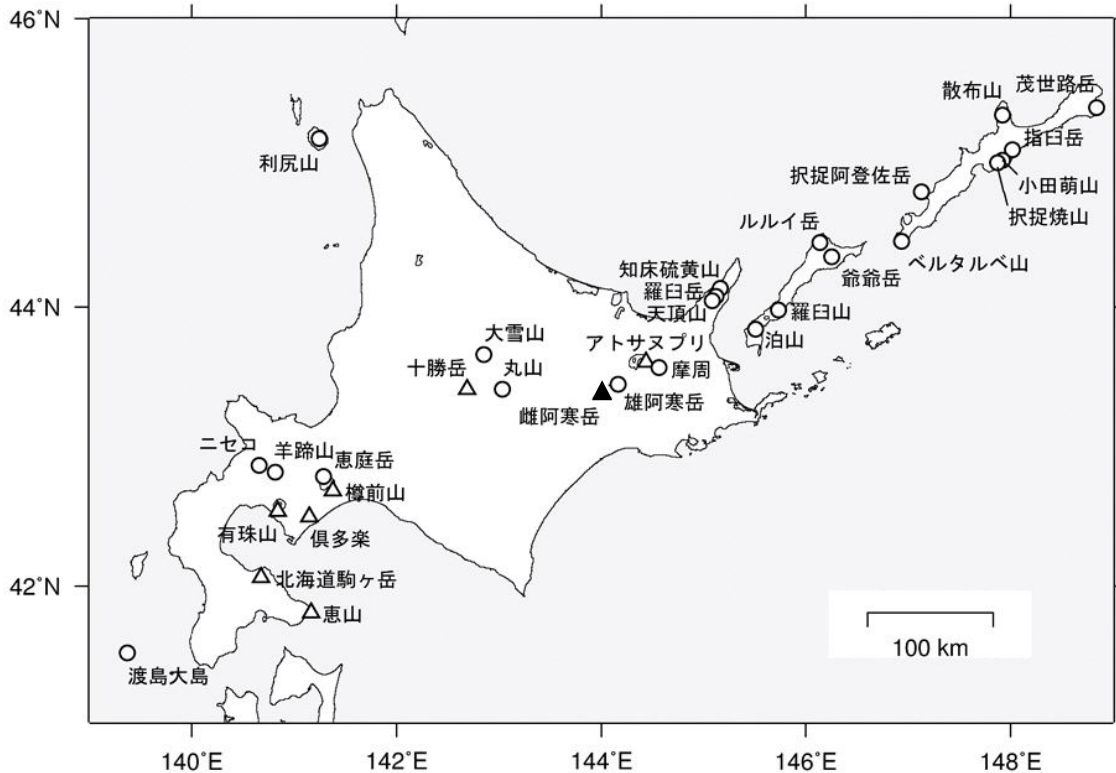 46°N
茂世路岳
散布山
指臼岳
利尻山
択捉阿登佐岳
小田萌山
択捉焼山
ルルイ岳
ベルタルベ山
知床硫黄山
爺爺岳
羅臼岳
44°N
天頂山
羅臼山
大雪山
アトサヌプリ
泊山
十勝岳
丸山
摩周
雌阿寒岳
雄阿寒岳
ニセコ
羊蹄山
恵庭岳
樽前山
有珠山
倶多楽
42°N
北海道駒ヶ岳
恵山
100 km
渡島大島
140°E
142°E
144°E
146°E
148°E